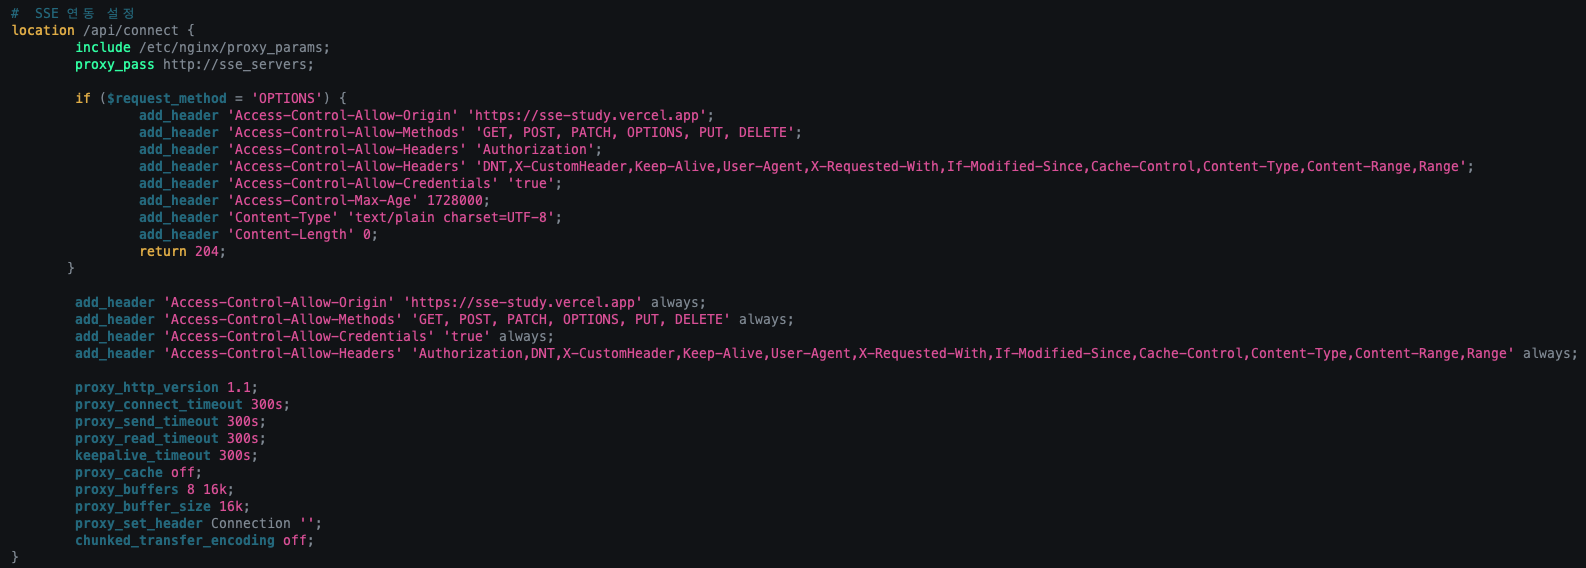 # SSE 연동 설정
location /api/connect {
include /etc/nginx/proxy_params;
proxy_pass http://sse_servers;
if ($request_method = 'OPTIONS') {
add_header 'Access-Control-Allow-Origin' 'https://sse-study.vercel.app';
add_header 'Access-Control-Allow-Methods' 'GET, POST, PATCH, OPTIONS, PUT, DELETE';
add_header 'Access-Control-Allow-Headers' 'Authorization';
add_header 'Access-Control-Allow-Headers' 'DNT,X-CustomHeader,Keep-Alive,User-Agent,X-Requested-With,If-Modified-Since,Cache-Control,Content-Type,Content-Range,Range';
add_header 'Access-Control-Allow-Credentials' 'true';
add_header 'Access-Control-Max-Age' 1728000;
add_header 'Content-Type' 'text/plain charset=UTF-8';
add_header 'Content-Length' 0;
return 204;
}
add_header 'Access-Control-Allow-Origin' 'https://sse-study.vercel.app' always;
add_header 'Access-Control-Allow-Methods' 'GET, POST, PATCH, OPTIONS, PUT, DELETE' always;
add_header 'Access-Control-Allow-Credentials' 'true' always;
add_header 'Access-Control-Allow-Headers' 'Authorization,DNT,X-CustomHeader,Keep-Alive,User-Agent,X-Requested-With,If-Modified-Since,Cache-Control,Content-Type,Content-Range,Range' always;
proxy_http_version 1.1;
proxy_connect_timeout 300s;
proxy_send_timeout 300s;
proxy_read_timeout 300s;
keepalive_timeout 300s;
proxy_cache off;
proxy_buffers 8 16k;
proxy_buffer_size 16k;
proxy_set_header Connection '';
chunked_transfer_encoding off;
}